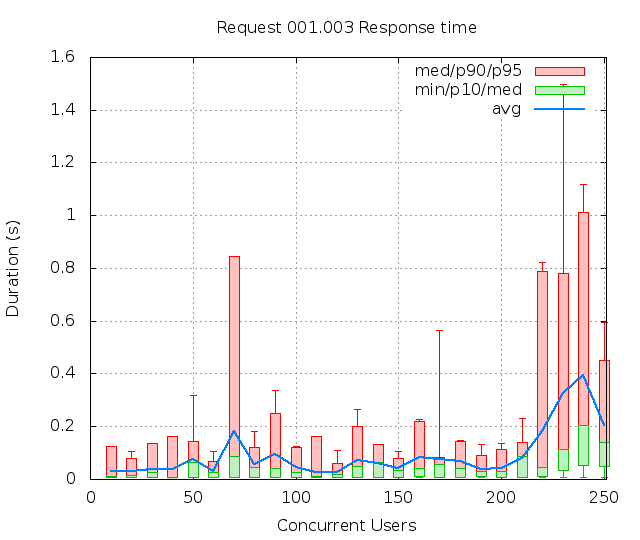 Request 001.003 Response time
med/p90/p95
min/p10/med
avg
1.6
1.4
1.2
1
0.8
0.6
0.4
0.2
0
Duration (s)
0 50 100 150 200 250
Concurrent Users